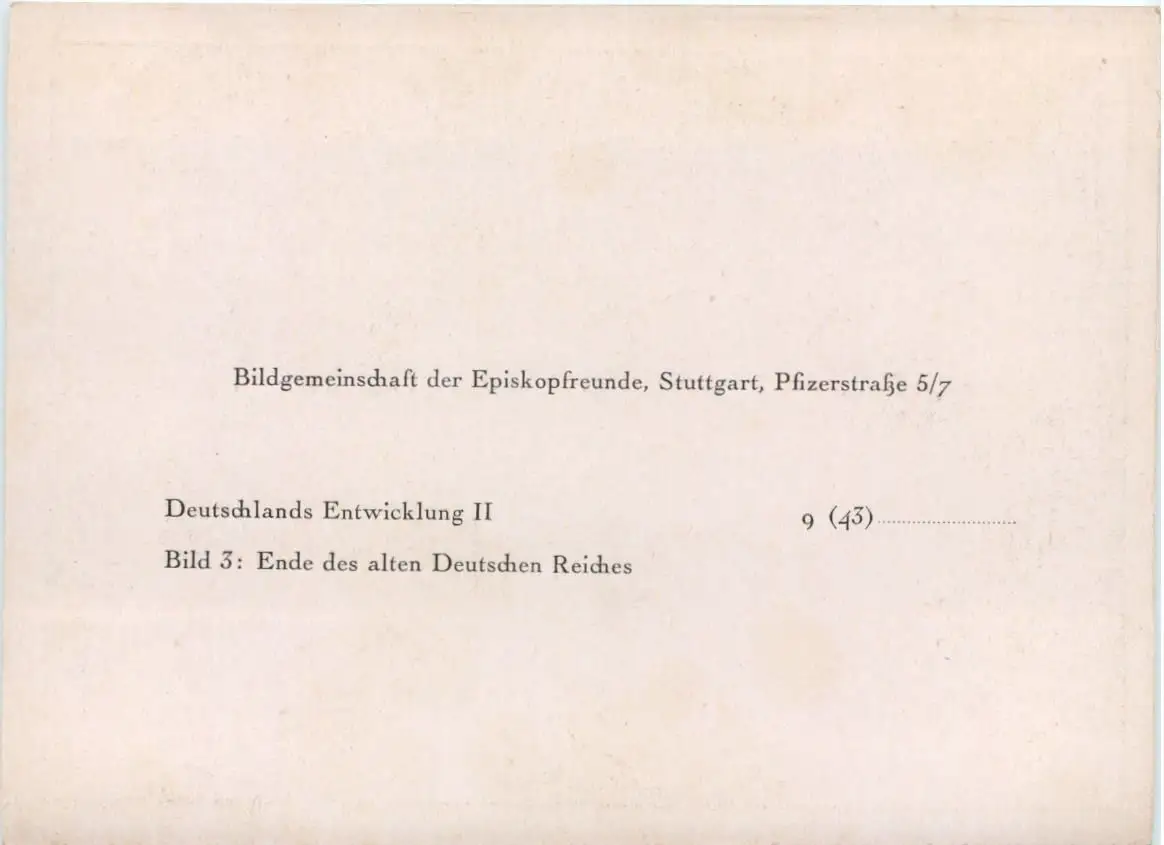 Bildgemeinschaft der Episkopfreunde, Stuttgart, Pfizerstraße 5/7
Deutschlands Entwicklung II 9 (43)....................
Bild 3: Ende des alten Deutschen Reiches